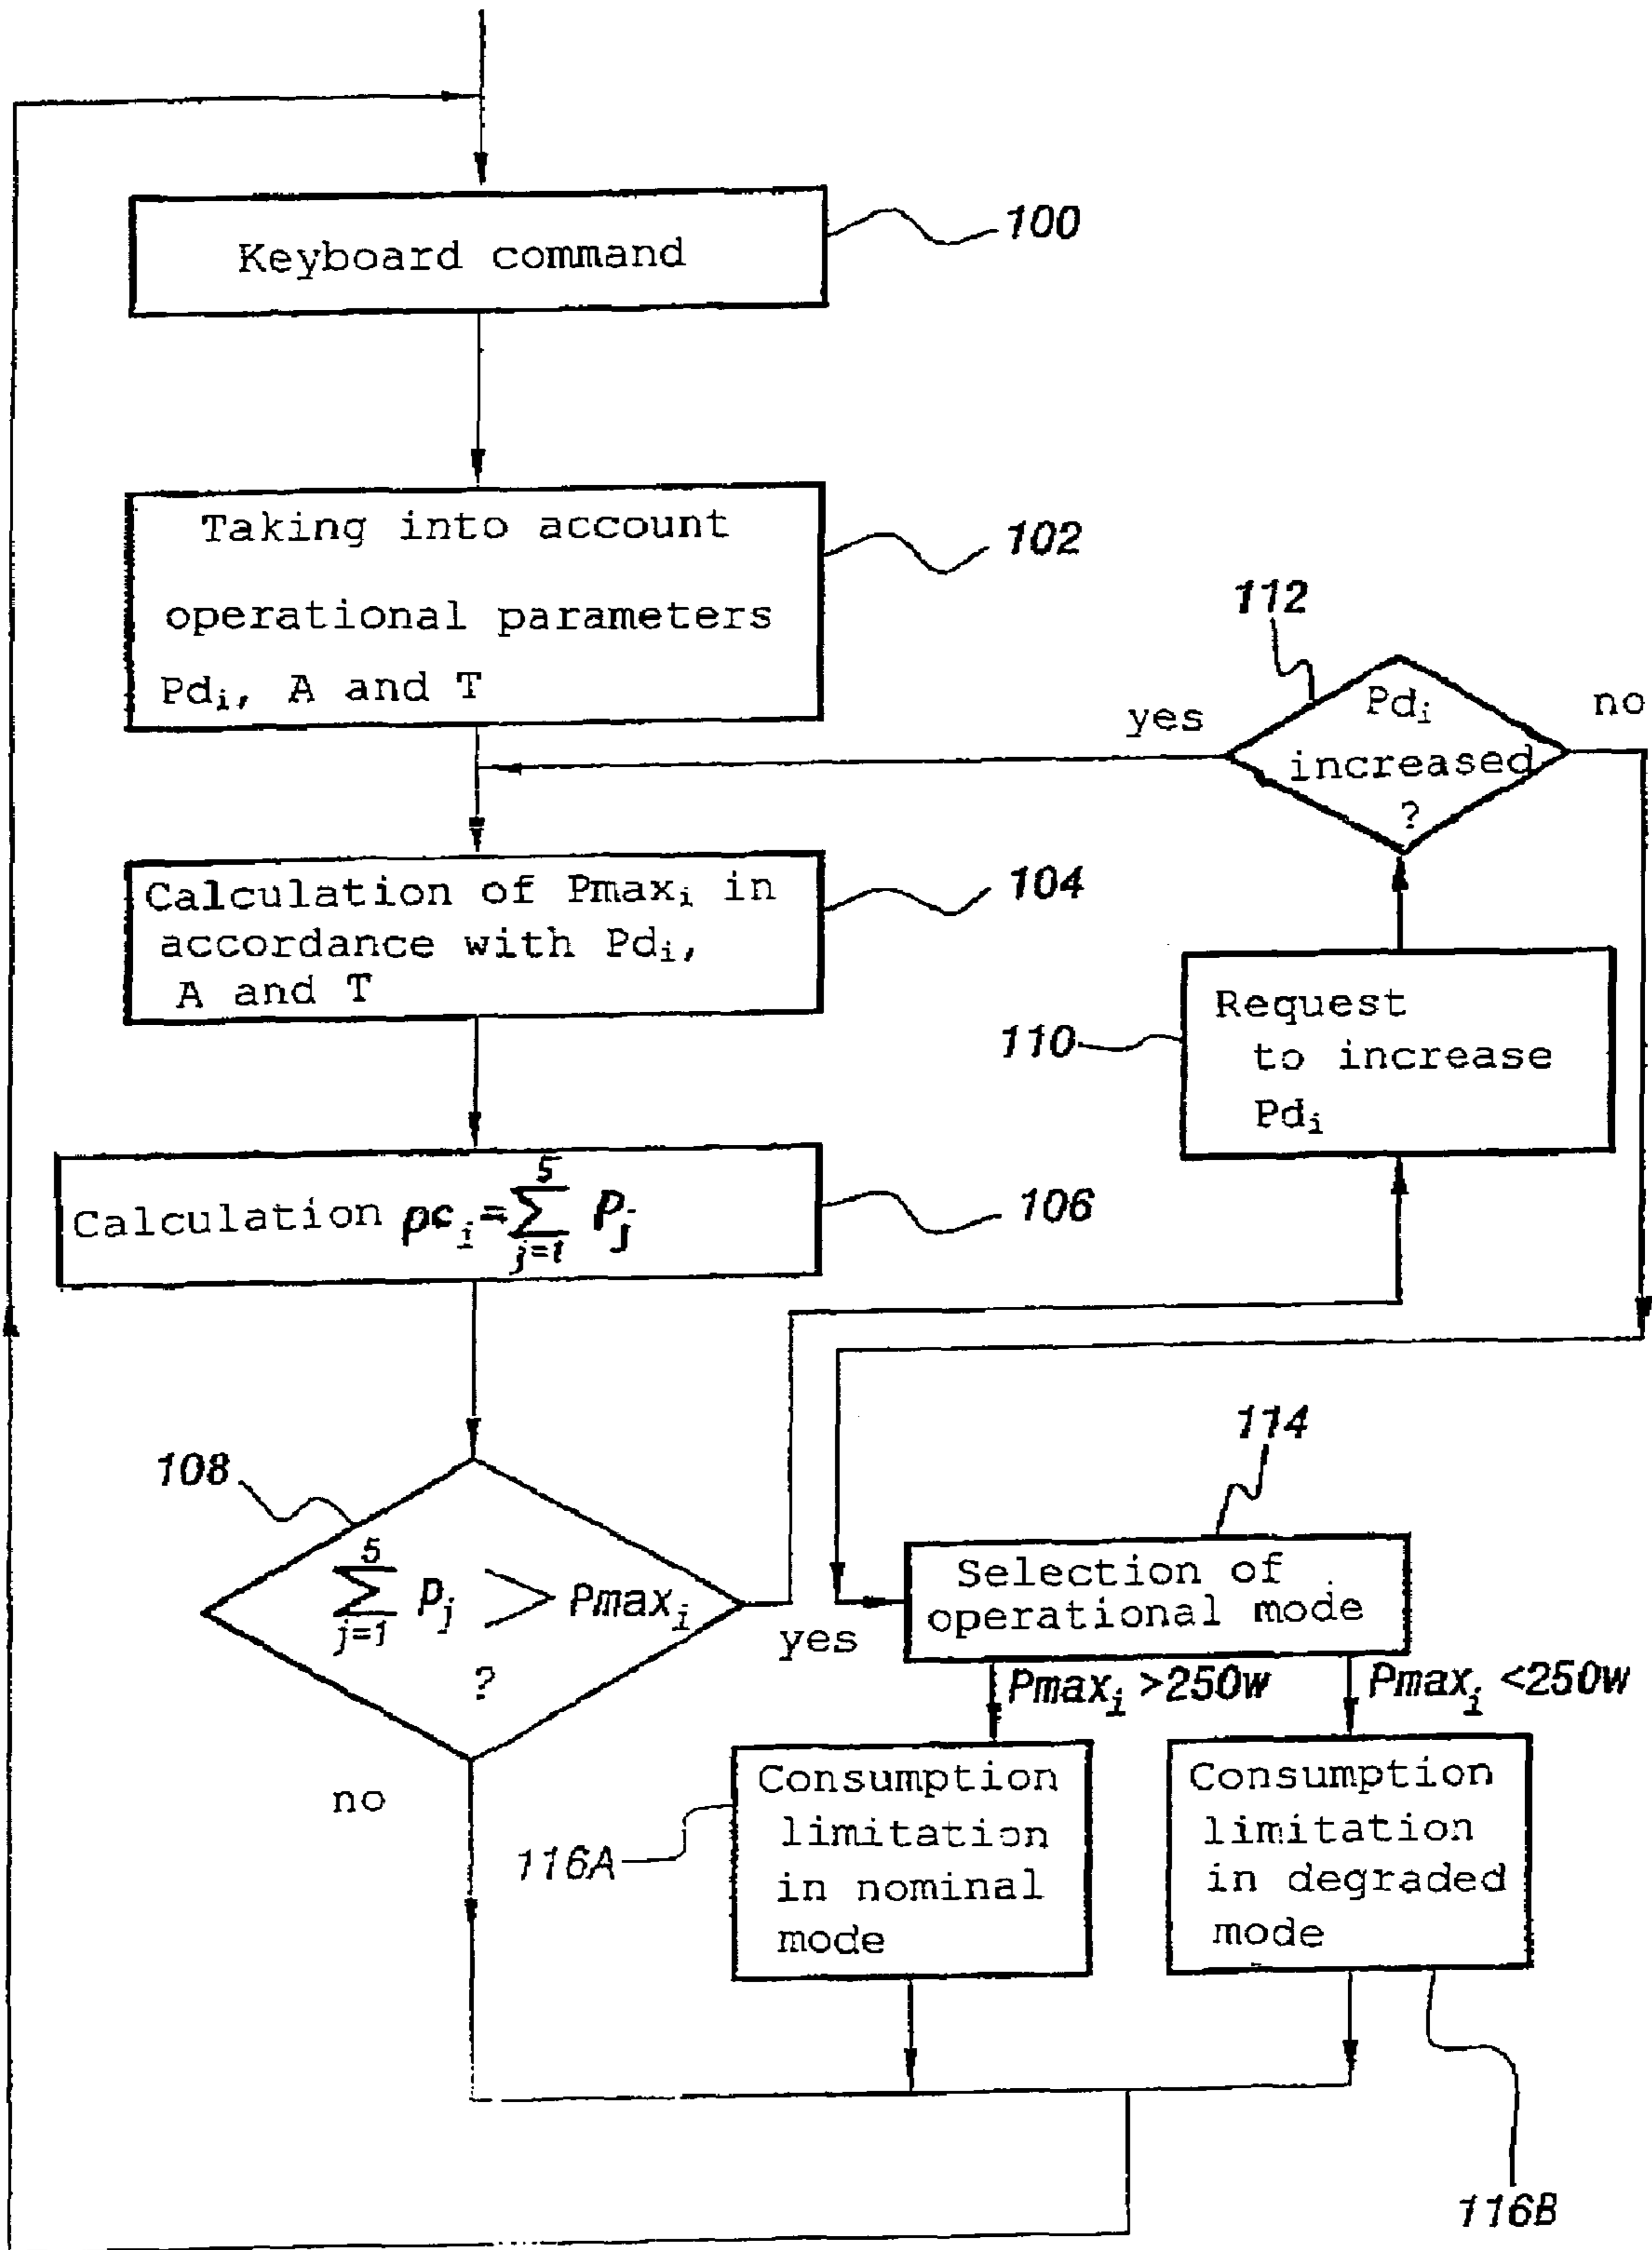 Keyboard command
100
Taking into account
operational parameters
Pdᵢ, A and T
102
112
Pdᵢ
increased
?
yes
no
Calculation of Pmaxᵢ in
accordance with Pdᵢ,
A and T
104
Request
to increase
Pdᵢ
110
Calculation pcᵢ = ∑ⱼ₌₁⁵ Pⱼ
106
108
∑ⱼ₌₁⁵ Pⱼ > Pmaxᵢ
?
yes
no
114
Selection of
operational mode
Pmaxᵢ >250w
Pmaxᵢ <250w
Consumption
limitation
in nominal
mode
116A
Consumption
limitation
in degraded
mode
116B